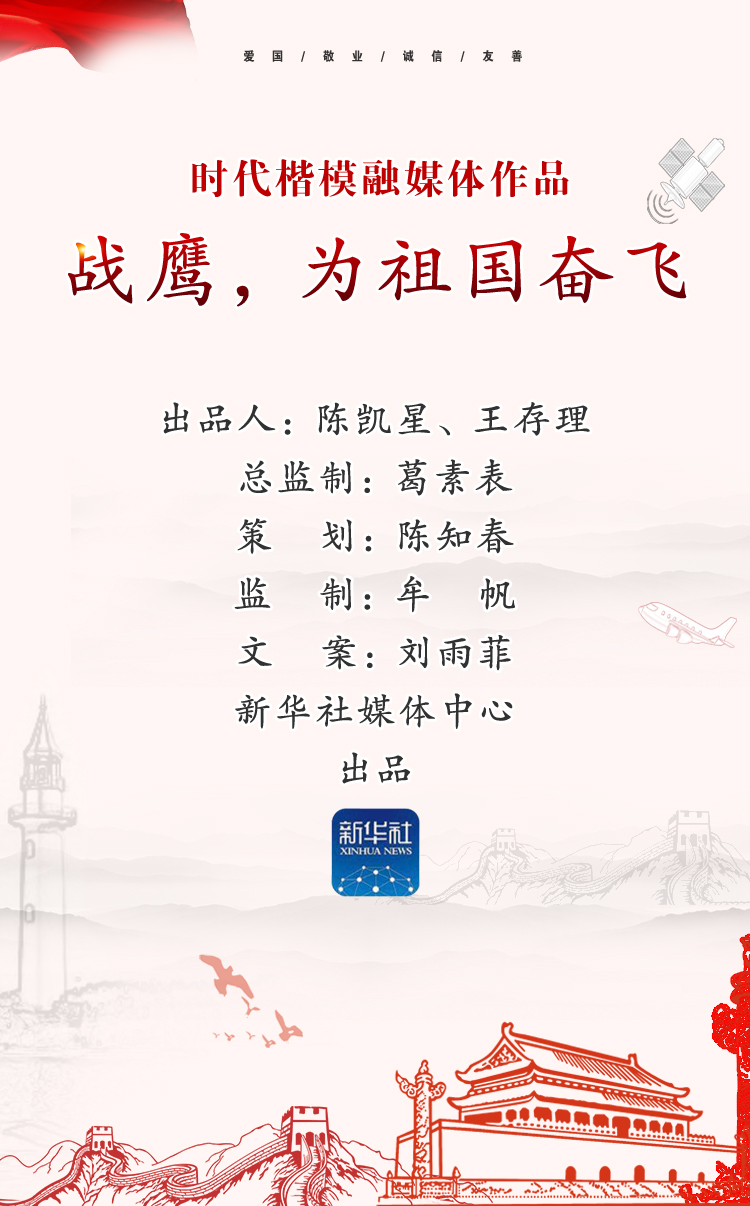 爱 国 / 敬 业 / 诚 信 / 友 善
时代楷模融媒体作品
战鹰，为祖国奋飞
出品人：陈凯星、王存理
总监制：葛素表
策　划：陈知春
监　制：牟　帆
文　案：刘雨菲
新华社媒体中心
出品
新华社
XINHUA NEWS